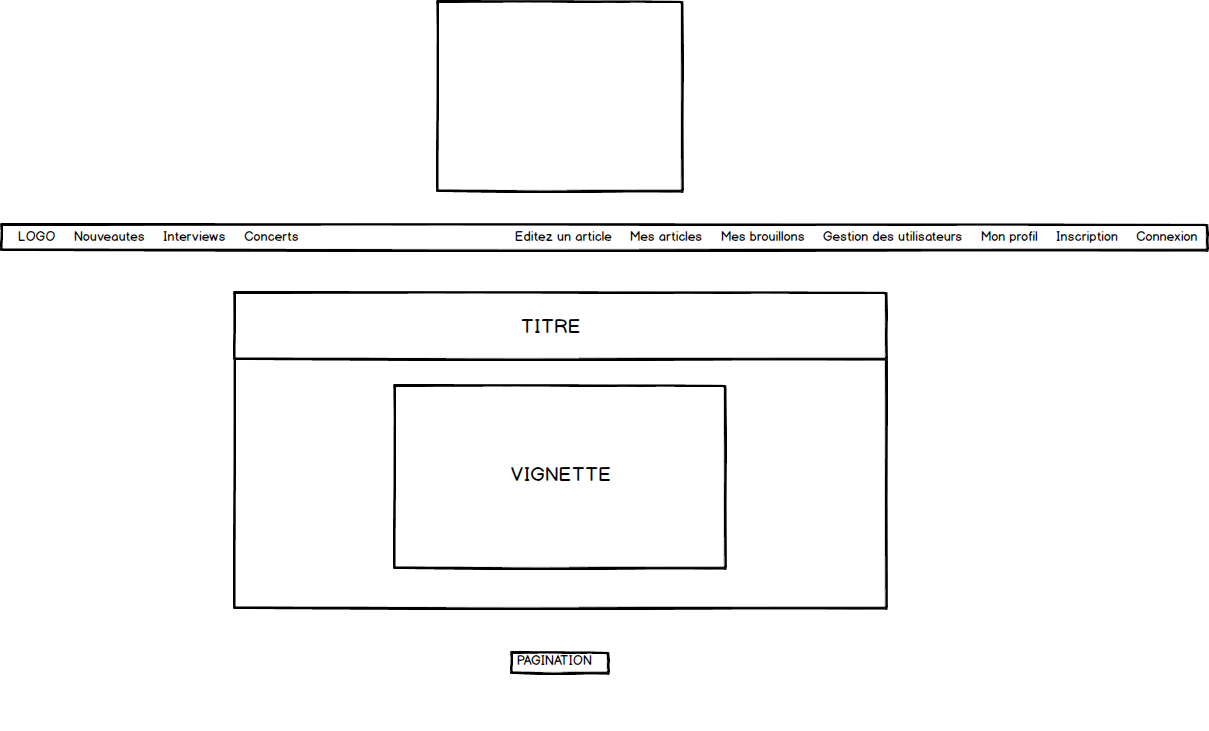 LOGO Nouveautes Interviews Concerts Editez un article Mes articles Mes brouillons Gestion des utilisateurs Mon profil Inscription Connexion
TITRE
VIGNETTE
PAGINATION